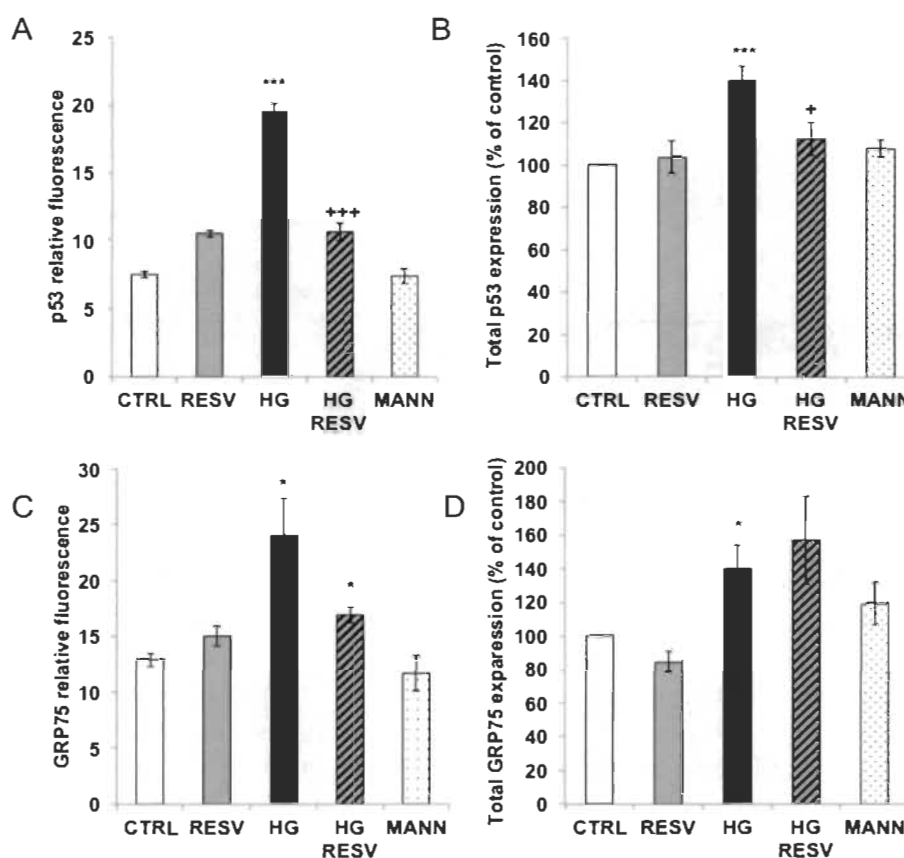 A
p53 relative fluorescence
25
20
15
10
5
0
***
+++
CTRL RESV HG HG MANN
RESV
B
Total p53 expression (% of control)
160
140
120
100
80
60
40
20
0
***
+
CTRL RESV HG HG MANN
RESV
C
GRP75 relative fluorescence
30
25
20
15
10
5
0
*
*
CTRL RESV HG HG MANN
RESV
D
Total GRP75 exparession (% of control)
200
180
160
140
120
100
80
60
40
20
0
*
CTRL RESV HG HG MANN
RESV